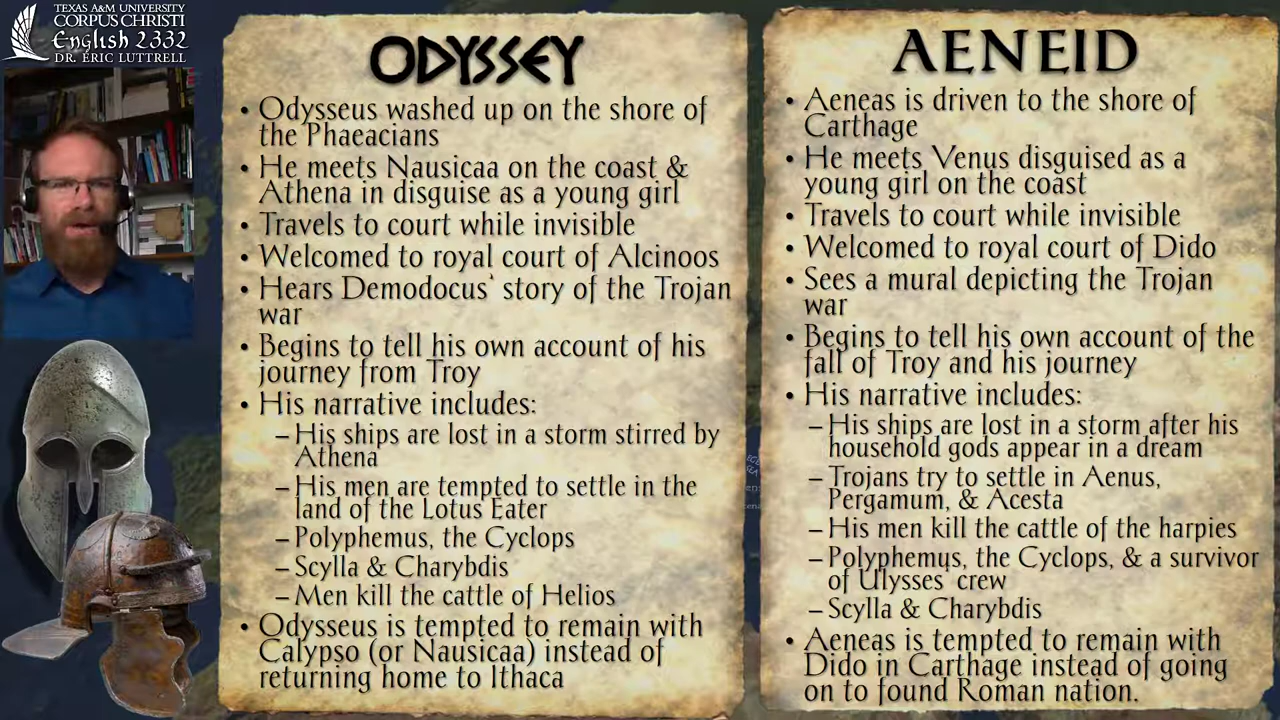 TEXAS A&M UNIVERSITY
CORPUS CHRISTI
English 2332
DR. ERIC LUTTRELL
ODYSSEY
• Odysseus washed up on the shore of
the Phaeacians
• He meets Nausicaa on the coast &
Athena in disguise as a young girl
• Travels to court while invisible
• Welcomed to royal court of Alcinoos
• Hears Demodocus' story of the Trojan
war
• Begins to tell his own account of his
journey from Troy
• His narrative includes:
– His ships are lost in a storm stirred by
Athena
– His men are tempted to settle in the
land of the Lotus Eater
– Polyphemus, the Cyclops
– Scylla & Charybdis
– Men kill the cattle of Helios
• Odysseus is tempted to remain with
Calypso (or Nausicaa) instead of
returning home to Ithaca
AENEID
• Aeneas is driven to the shore of
Carthage
• He meets Venus disguised as a
young girl on the coast
• Travels to court while invisible
• Welcomed to royal court of Dido
• Sees a mural depicting the Trojan
war
• Begins to tell his own account of the
fall of Troy and his journey
• His narrative includes:
– His ships are lost in a storm after his
household gods appear in a dream
– Trojans try to settle in Aenus,
Pergamum, & Acesta
– His men kill the cattle of the harpies
– Polyphemus, the Cyclops, & a survivor
of Ulysses' crew
– Scylla & Charybdis
• Aeneas is tempted to remain with
Dido in Carthage instead of going
on to found Roman nation.